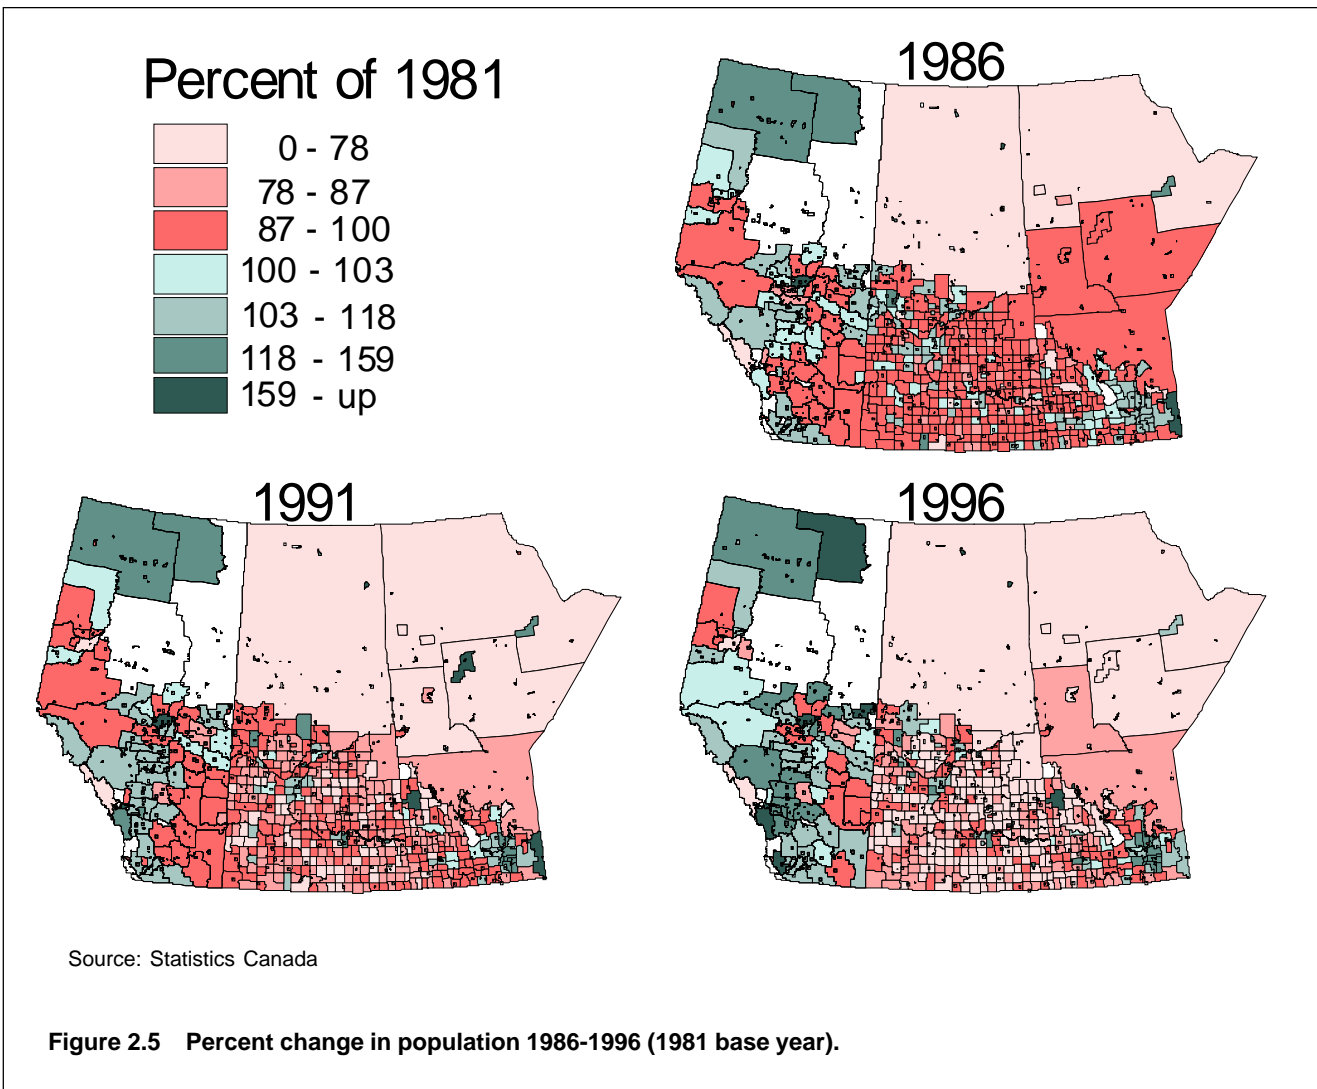 Percent of 1981
0 - 78
78 - 87
87 - 100
100 - 103
103 - 118
118 - 159
159 - up
1986
1991
1996
Source: Statistics Canada
Figure 2.5 Percent change in population 1986-1996 (1981 base year).